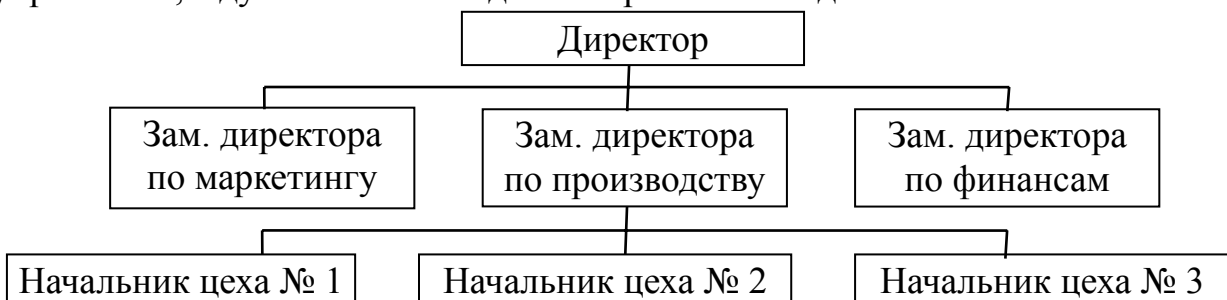 Директор
Зам. директора
по маркетингу
Зам. директора
по производству
Зам. директора
по финансам
Начальник цеха № 1
Начальник цеха № 2
Начальник цеха № 3